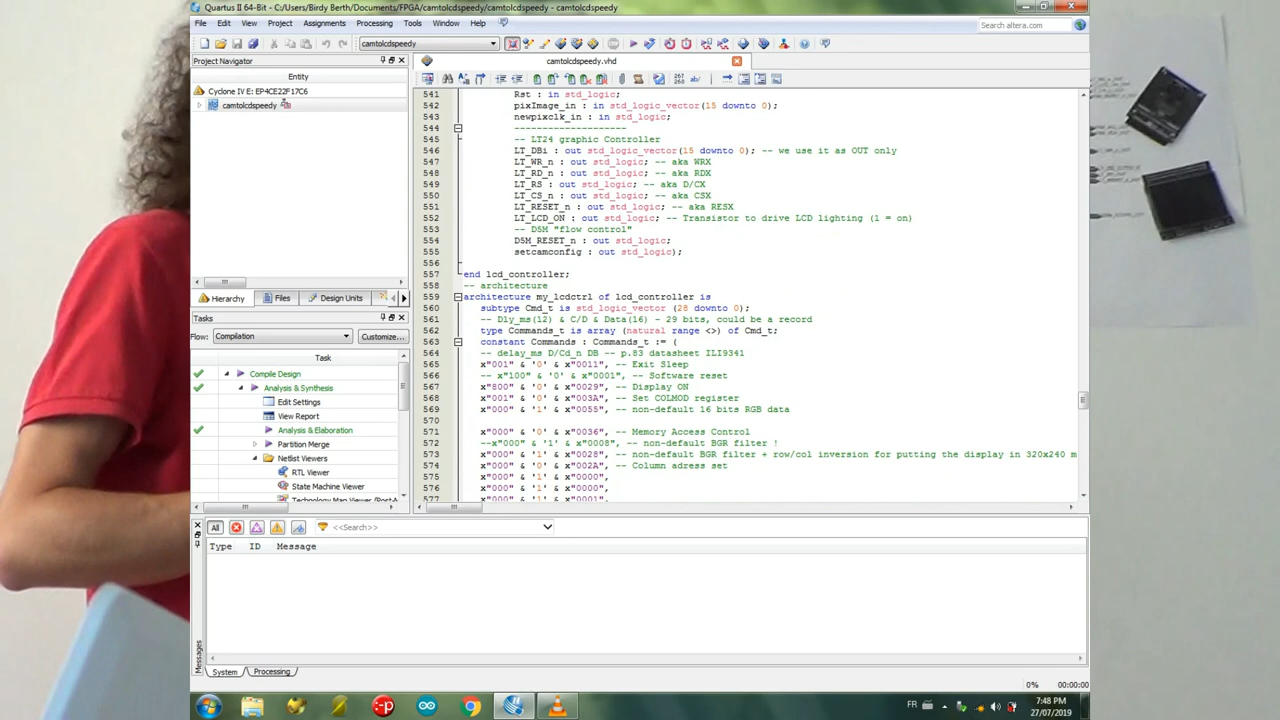 Quartus II 64-Bit - C:/Users/Birdy Berth/Documents/FPGA/camtolcdspeedy/camtolcdspeedy - camtolcdspeedy
File Edit View Project Assignments Processing Tools Window Help
Search altera.com
camtolcdspeedy
Project Navigator
Entity
Cyclone IV E: EP4CE22F17C6
camtolcdspeedy
Hierarchy Files Design Units
Tasks
Flow: Compilation Customize...
Task
Compile Design
Analysis & Synthesis
Edit Settings
View Report
Analysis & Elaboration
Partition Merge
Netlist Viewers
RTL Viewer
State Machine Viewer
Technology Map Viewer (Post-M
camtolcdspeedy.vhd
267
268
ab/
541 Rst : in std_logic;
542 pixImage_in : in std_logic_vector(15 downto 0);
543 newpixclk_in : in std_logic;
544 --------------------
545 -- LT24 graphic Controller
546 LT_DBi : out std_logic_vector(15 downto 0); -- we use it as OUT only
547 LT_WR_n : out std_logic; -- aka WRX
548 LT_RD_n : out std_logic; -- aka RDX
549 LT_RS : out std_logic; -- aka D/CX
550 LT_CS_n : out std_logic; -- aka CSX
551 LT_RESET_n : out std_logic; -- aka RESX
552 LT_LCD_ON : out std_logic; -- Transistor to drive LCD lighting (1 = on)
553 -- D5M "flow control"
554 D5M_RESET_n : out std_logic;
555 setcamconfig : out std_logic);
556
557 end lcd_controller;
558 -- architecture
559 architecture my_lcdctrl of lcd_controller is
560 subtype Cmd_t is std_logic_vector (28 downto 0);
561 -- Dly_ms(12) & C/D & Data(16) - 29 bits, could be a record
562 type Commands_t is array (natural range <>) of Cmd_t;
563 constant Commands : Commands_t := (
564 -- delay_ms D/Cd_n DB -- p.83 datasheet ILI9341
565 x"001" & '0' & x"0011", -- Exit Sleep
566 -- x"100" & '0' & x"0001", -- Software reset
567 x"800" & '0' & x"0029", -- Display ON
568 x"001" & '0' & x"003A", -- Set COLMOD register
569 x"000" & '1' & x"0055", -- non-default 16 bits RGB data
570
571 x"000" & '0' & x"0036", -- Memory Access Control
572 --x"000" & '1' & x"0008", -- non-default BGR filter !
573 x"000" & '1' & x"0028", -- non-default BGR filter + row/col inversion for putting the display in 320x240 m
574 x"000" & '0' & x"002A", -- Column adress set
575 x"000" & '1' & x"0000",
576 x"000" & '1' & x"0000",
577 x"000" & '1' & x"0001",
All <<Search>>
Type ID Message
Messages
System Processing
0% 00:00:00
FR 7:48 PM
27/07/2019